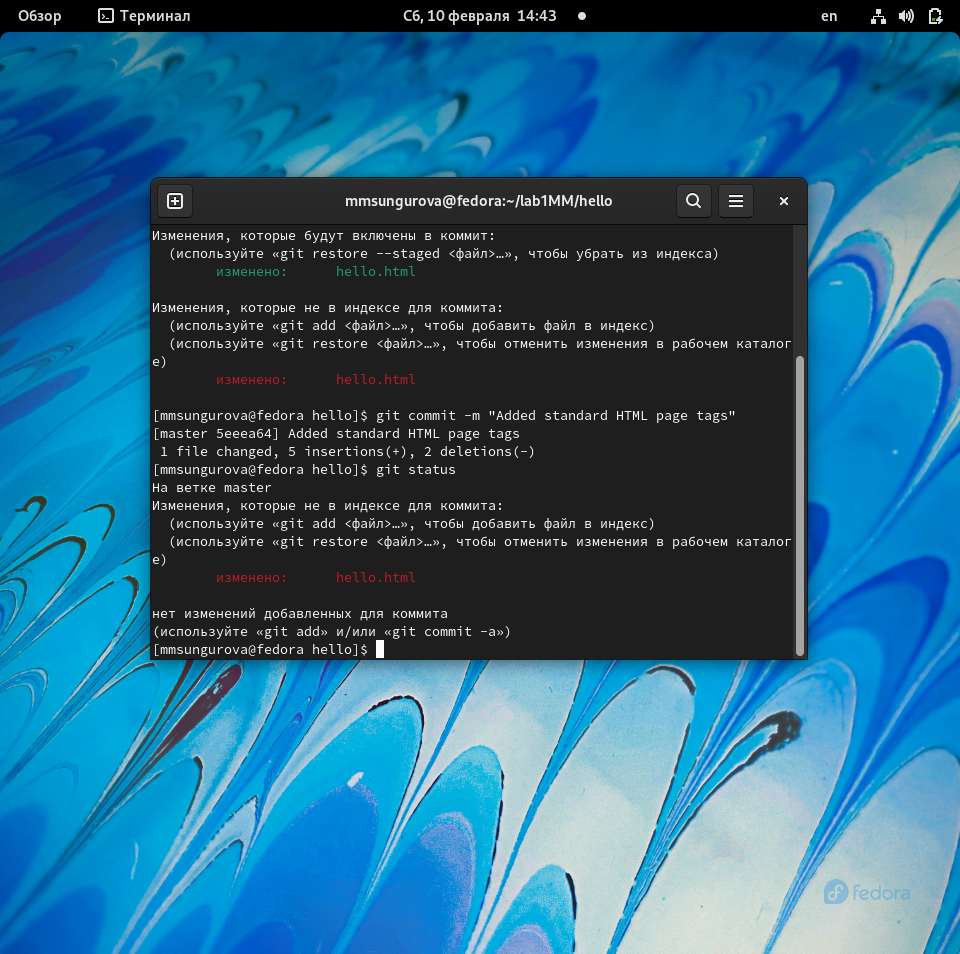 Обзор Терминал Сб, 10 февраля 14:43 en
mmsungurova@fedora:~/lab1MM/hello
Изменения, которые будут включены в коммит:
(используйте «git restore --staged <файл>…», чтобы убрать из индекса)
изменено: hello.html
Изменения, которые не в индексе для коммита:
(используйте «git add <файл>…», чтобы добавить файл в индекс)
(используйте «git restore <файл>…», чтобы отменить изменения в рабочем каталог
е)
изменено: hello.html
[mmsungurova@fedora hello]$ git commit -m "Added standard HTML page tags"
[master 5eeea64] Added standard HTML page tags
1 file changed, 5 insertions(+), 2 deletions(-)
[mmsungurova@fedora hello]$ git status
На ветке master
Изменения, которые не в индексе для коммита:
(используйте «git add <файл>…», чтобы добавить файл в индекс)
(используйте «git restore <файл>…», чтобы отменить изменения в рабочем каталог
е)
изменено: hello.html
нет изменений добавленных для коммита
(используйте «git add» и/или «git commit -a»)
[mmsungurova@fedora hello]$
fedora